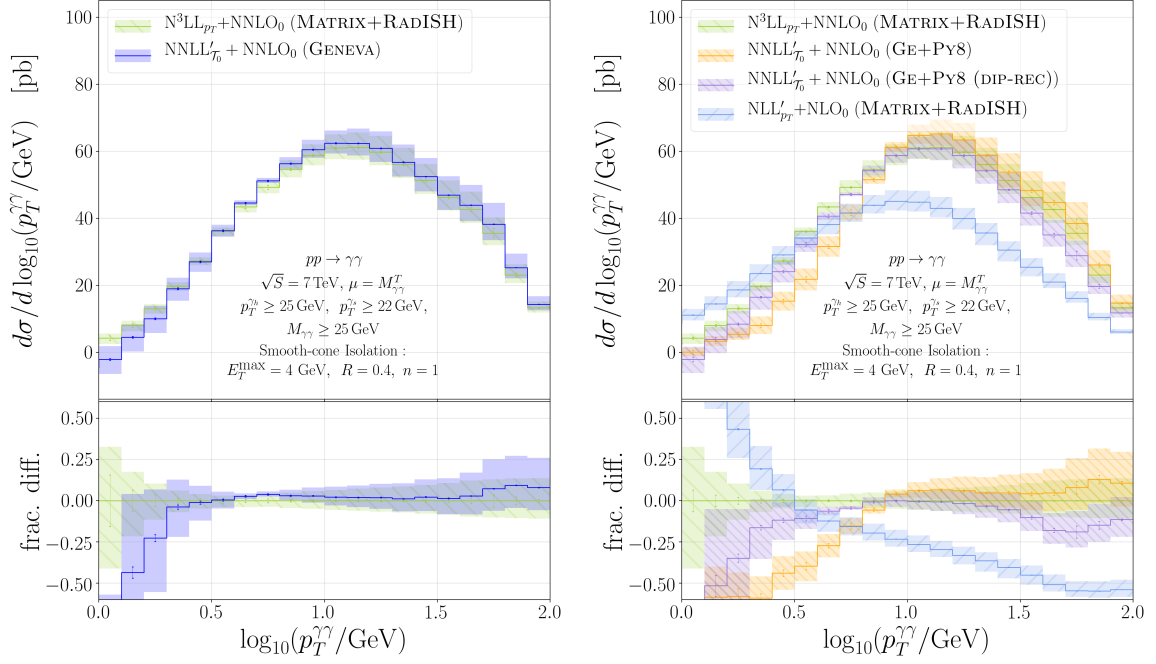 N³LL_{p_T}+NNLO₀ (MATRIX+RADISH)
NNLL′_{𝒯₀} + NNLO₀ (GENEVA)
dσ/d log₁₀(p_T^{γγ}/GeV) [pb]
100
80
60
40
20
0
pp → γγ
√S = 7 TeV, μ = M_{γγ}^T
p_T^{γ_h} ≥ 25 GeV, p_T^{γ_s} ≥ 22 GeV,
M_{γγ} ≥ 25 GeV
Smooth-cone Isolation :
E_T^{max} = 4 GeV, R = 0.4, n = 1
frac. diff.
0.50
0.25
0.00
−0.25
−0.50
0.0 0.5 1.0 1.5 2.0
log₁₀(p_T^{γγ}/GeV)
N³LL_{p_T}+NNLO₀ (MATRIX+RADISH)
NNLL′_{𝒯₀} + NNLO₀ (GE+PY8)
NNLL′_{𝒯₀} + NNLO₀ (GE+PY8 (DIP-REC))
NLL′_{p_T}+NLO₀ (MATRIX+RADISH)
dσ/d log₁₀(p_T^{γγ}/GeV) [pb]
100
80
60
40
20
0
pp → γγ
√S = 7 TeV, μ = M_{γγ}^T
p_T^{γ_h} ≥ 25 GeV, p_T^{γ_s} ≥ 22 GeV,
M_{γγ} ≥ 25 GeV
Smooth-cone Isolation :
E_T^{max} = 4 GeV, R = 0.4, n = 1
frac. diff.
0.50
0.25
0.00
−0.25
−0.50
0.0 0.5 1.0 1.5 2.0
log₁₀(p_T^{γγ}/GeV)